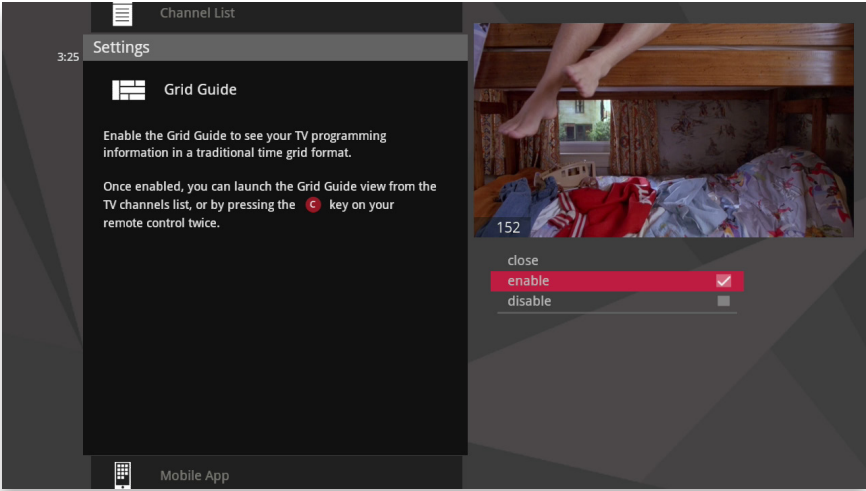 Channel List
Settings
3:25
Grid Guide
Enable the Grid Guide to see your TV programming
information in a traditional time grid format.
Once enabled, you can launch the Grid Guide view from the
TV channels list, or by pressing the C key on your
remote control twice.
152
close
enable
disable
Mobile App